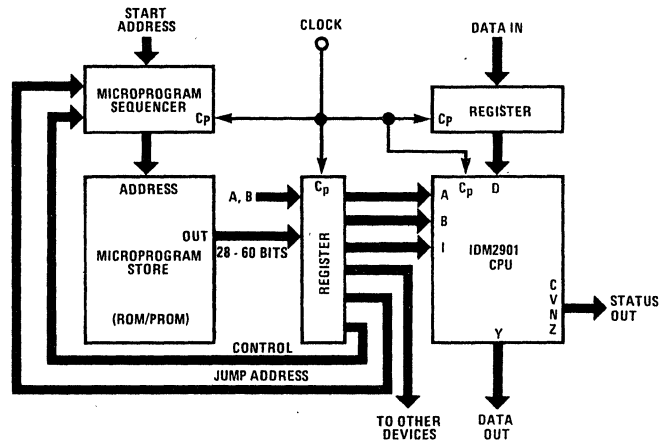 START
ADDRESS
CLOCK
DATA IN
MICROPROGRAM
SEQUENCER
CP
CP
REGISTER
ADDRESS
MICROPROGRAM
STORE
(ROM/PROM)
OUT
28 - 60 BITS
A, B
Cp
REGISTER
A
B
I
Cp
D
IDM2901
CPU
C
V
N
Z
Y
STATUS
OUT
CONTROL
JUMP ADDRESS
TO OTHER
DEVICES
DATA
OUT